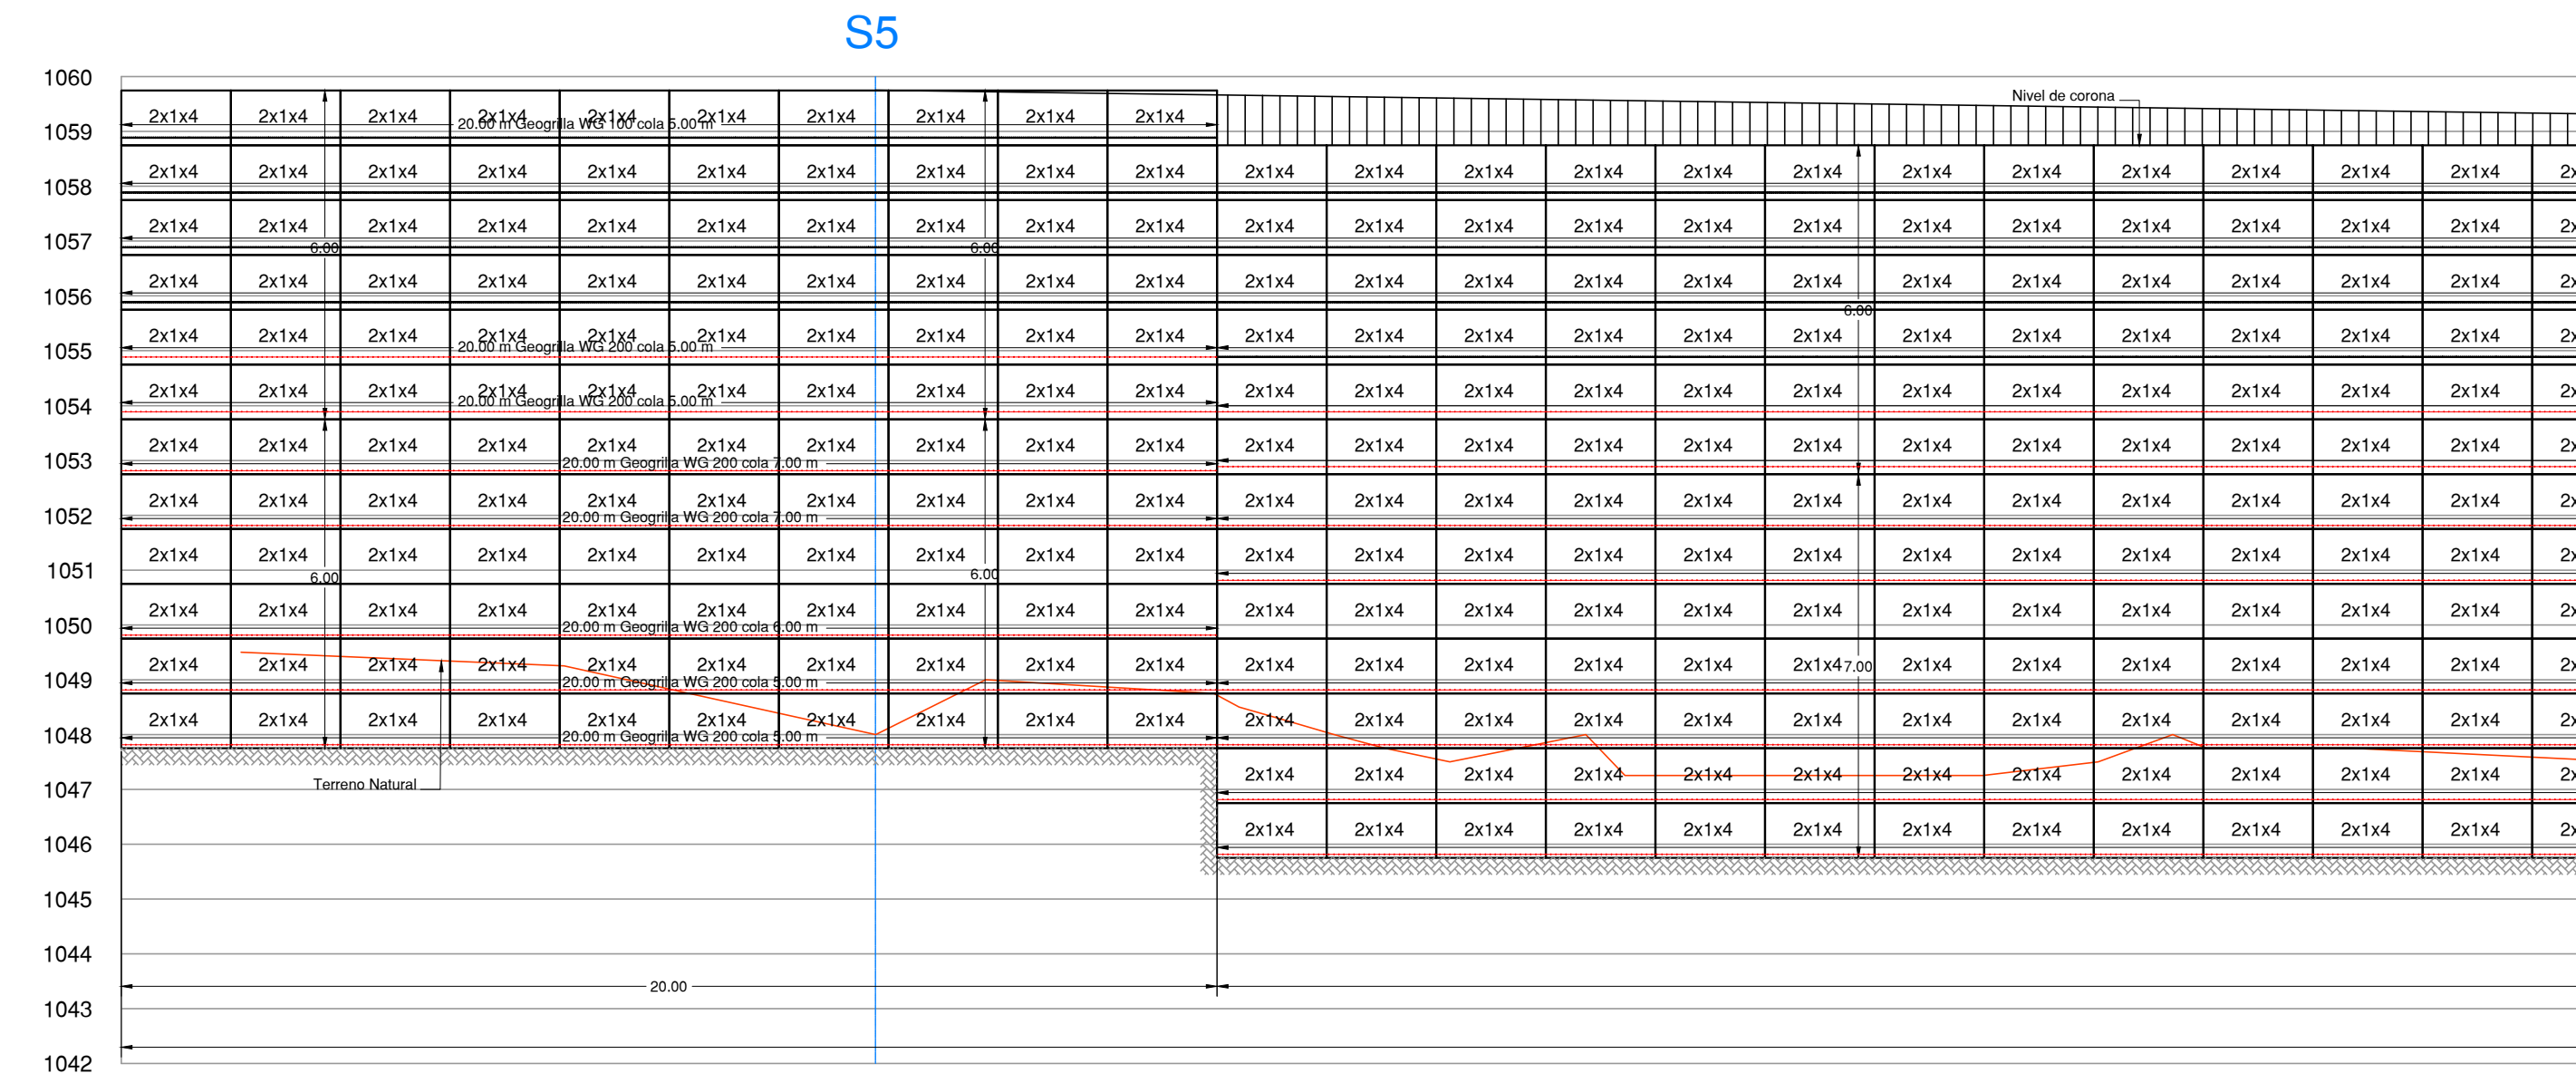 S5
1060
2x1x4 2x1x4 2x1x4 2x1x4 2x1x4 2x1x4 2x1x4 2x1x4 2x1x4 2x1x4
Nivel de corona
20.00 m Geogrilla WG 100 cola 5.00 m
1059
2x1x4 2x1x4 2x1x4 2x1x4 2x1x4 2x1x4 2x1x4 2x1x4 2x1x4 2x1x4 2x1x4 2x1x4 2x1x4 2x1x4 2x1x4 2x1x4 2x1x4 2x1x4 2x1x4 2x1x4 2x1x4 2x1x4 2x
1058
2x1x4 2x1x4 2x1x4 2x1x4 2x1x4 2x1x4 2x1x4 2x1x4 2x1x4 2x1x4 2x1x4 2x1x4 2x1x4 2x1x4 2x1x4 2x1x4 2x1x4 2x1x4 2x1x4 2x1x4 2x1x4 2x1x4 2x
1057
6.00 6.00
2x1x4 2x1x4 2x1x4 2x1x4 2x1x4 2x1x4 2x1x4 2x1x4 2x1x4 2x1x4 2x1x4 2x1x4 2x1x4 2x1x4 2x1x4 2x1x4 2x1x4 2x1x4 2x1x4 2x1x4 2x1x4 2x1x4 2x
1056
6.00
2x1x4 2x1x4 2x1x4 2x1x4 2x1x4 2x1x4 2x1x4 2x1x4 2x1x4 2x1x4 2x1x4 2x1x4 2x1x4 2x1x4 2x1x4 2x1x4 2x1x4 2x1x4 2x1x4 2x1x4 2x1x4 2x1x4 2x
20.00 m Geogrilla WG 200 cola 5.00 m
1055
2x1x4 2x1x4 2x1x4 2x1x4 2x1x4 2x1x4 2x1x4 2x1x4 2x1x4 2x1x4 2x1x4 2x1x4 2x1x4 2x1x4 2x1x4 2x1x4 2x1x4 2x1x4 2x1x4 2x1x4 2x1x4 2x1x4 2x
20.00 m Geogrilla WG 200 cola 5.00 m
1054
2x1x4 2x1x4 2x1x4 2x1x4 2x1x4 2x1x4 2x1x4 2x1x4 2x1x4 2x1x4 2x1x4 2x1x4 2x1x4 2x1x4 2x1x4 2x1x4 2x1x4 2x1x4 2x1x4 2x1x4 2x1x4 2x1x4 2x
1053
20.00 m Geogrilla WG 200 cola 7.00 m
2x1x4 2x1x4 2x1x4 2x1x4 2x1x4 2x1x4 2x1x4 2x1x4 2x1x4 2x1x4 2x1x4 2x1x4 2x1x4 2x1x4 2x1x4 2x1x4 2x1x4 2x1x4 2x1x4 2x1x4 2x1x4 2x1x4 2x
1052
20.00 m Geogrilla WG 200 cola 7.00 m
2x1x4 2x1x4 2x1x4 2x1x4 2x1x4 2x1x4 2x1x4 2x1x4 2x1x4 2x1x4 2x1x4 2x1x4 2x1x4 2x1x4 2x1x4 2x1x4 2x1x4 2x1x4 2x1x4 2x1x4 2x1x4 2x1x4 2x
1051
6.00 6.00
2x1x4 2x1x4 2x1x4 2x1x4 2x1x4 2x1x4 2x1x4 2x1x4 2x1x4 2x1x4 2x1x4 2x1x4 2x1x4 2x1x4 2x1x4 2x1x4 2x1x4 2x1x4 2x1x4 2x1x4 2x1x4 2x1x4 2x
1050
20.00 m Geogrilla WG 200 cola 6.00 m
2x1x4 2x1x4 2x1x4 2x1x4 2x1x4 2x1x4 2x1x4 2x1x4 2x1x4 2x1x4 2x1x4 2x1x4 2x1x4 2x1x4 2x1x4 2x1x4 7.00 2x1x4 2x1x4 2x1x4 2x1x4 2x1x4 2x1x4 2x
1049
20.00 m Geogrilla WG 200 cola 5.00 m
2x1x4 2x1x4 2x1x4 2x1x4 2x1x4 2x1x4 2x1x4 2x1x4 2x1x4 2x1x4 2x1x4 2x1x4 2x1x4 2x1x4 2x1x4 2x1x4 2x1x4 2x1x4 2x1x4 2x1x4 2x1x4 2x1x4 2x
1048
20.00 m Geogrilla WG 200 cola 5.00 m
2x1x4 2x1x4 2x1x4 2x1x4 2x1x4 2x1x4 2x1x4 2x1x4 2x1x4 2x1x4 2x1x4 2x1x4 2x
Terreno Natural
1047
2x1x4 2x1x4 2x1x4 2x1x4 2x1x4 2x1x4 2x1x4 2x1x4 2x1x4 2x1x4 2x1x4 2x1x4 2x
1046
1045
1044
20.00
1043
1042